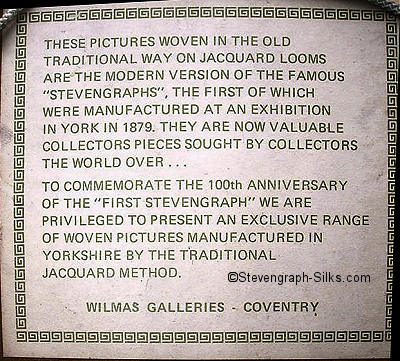 THESE PICTURES WOVEN IN THE OLD
TRADITIONAL WAY ON JACQUARD LOOMS
ARE THE MODERN VERSION OF THE FAMOUS
“STEVENGRAPHS”, THE FIRST OF WHICH
WERE MANUFACTURED AT AN EXHIBITION
IN YORK IN 1879. THEY ARE NOW VALUABLE
COLLECTORS PIECES SOUGHT BY COLLECTORS
THE WORLD OVER . . .
TO COMMEMORATE THE 100th ANNIVERSARY
OF THE “FIRST STEVENGRAPH” WE ARE
PRIVILEGED TO PRESENT AN EXCLUSIVE RANGE
OF WOVEN PICTURES MANUFACTURED IN
YORKSHIRE BY THE TRADITIONAL
JACQUARD METHOD.
©Stevengraph-Silks.com
WILMAS GALLERIES - COVENTRY